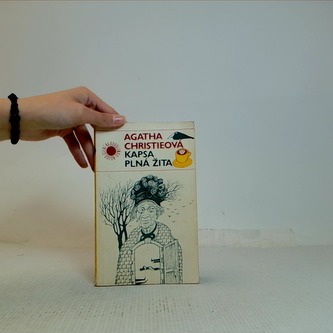 AGATHA
CHRISTIEOVÁ
KAPSA
PLNÁ ŽITA